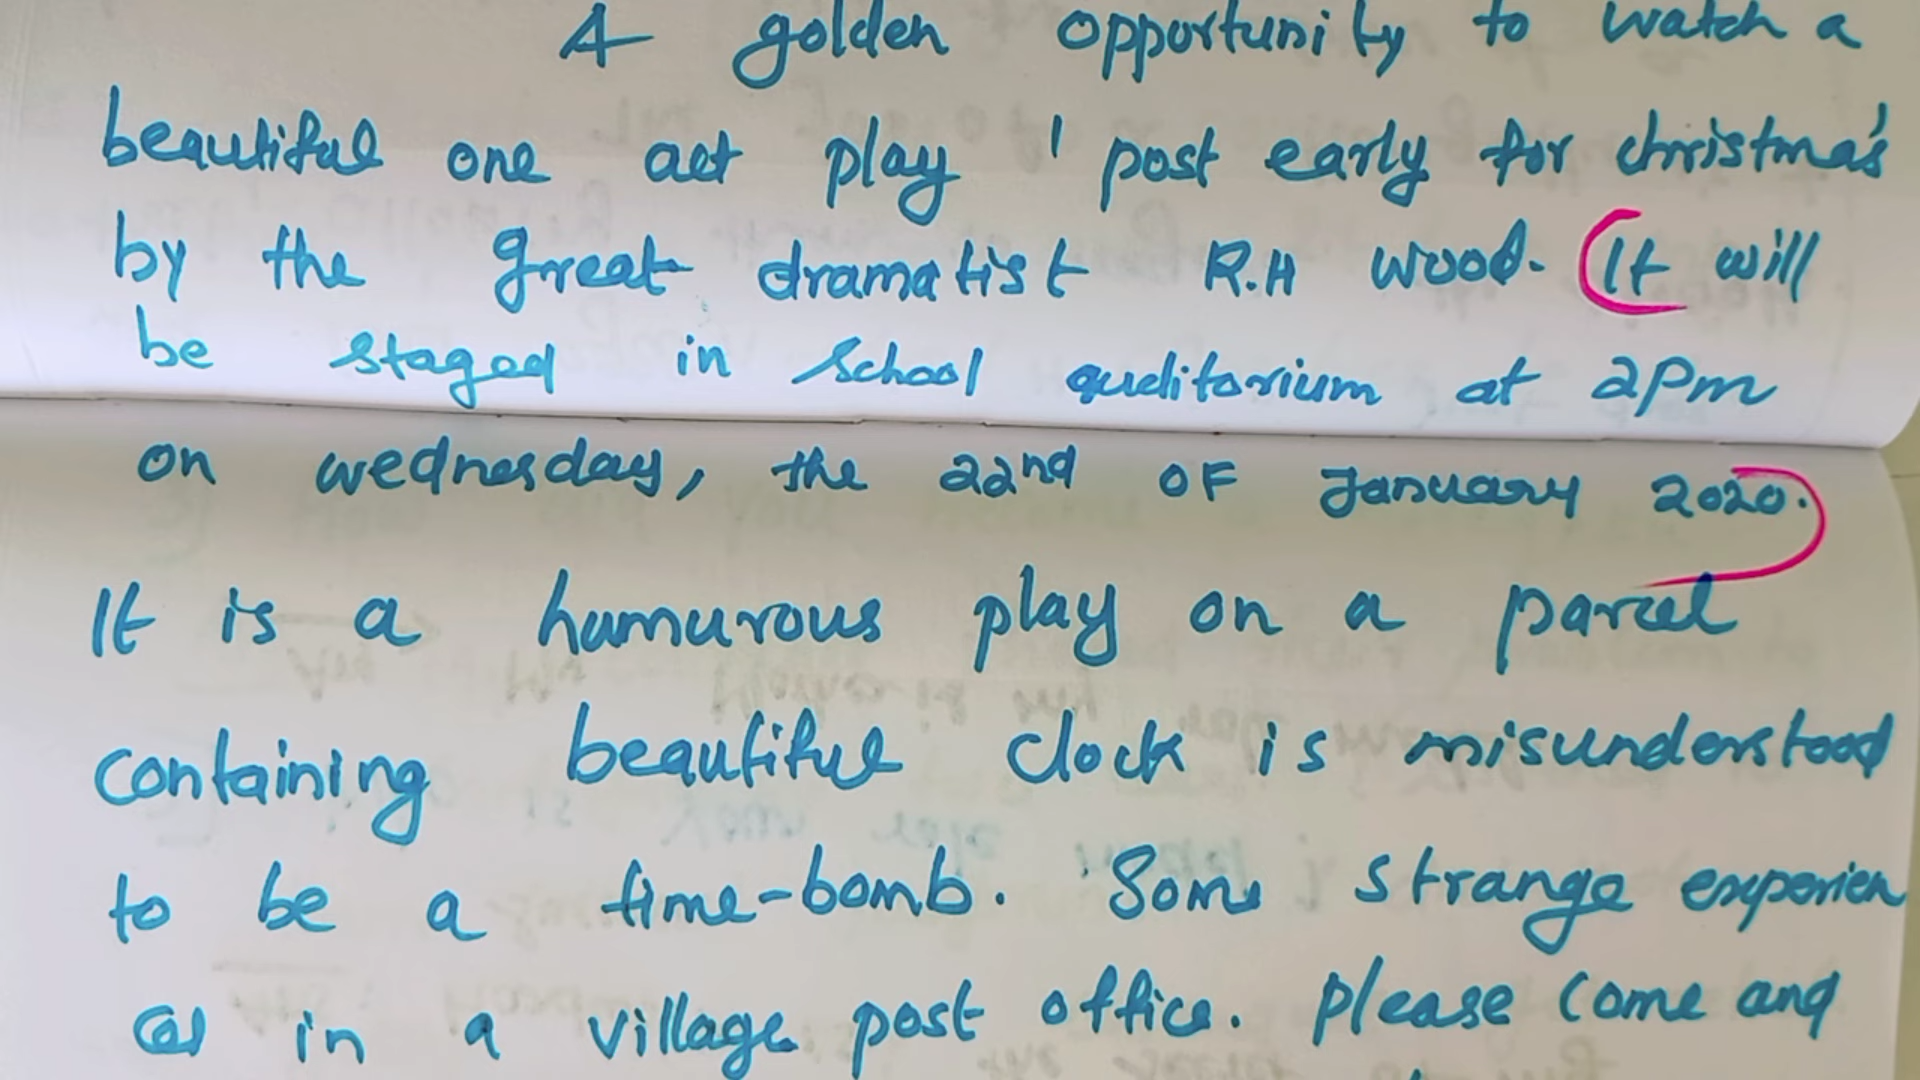 A golden opportunity to watch a
beautiful one act play ' post early for christmas'
by the great dramatist R.H wood. (It will
be staged in School auditorium at 2pm
on wednesday, the 22nd OF January 2020.)
It is a humurous play on a parcel
containing beautiful clock is misunderstood
to be a time-bomb. Some strange experien
ces in a village post office. please come and